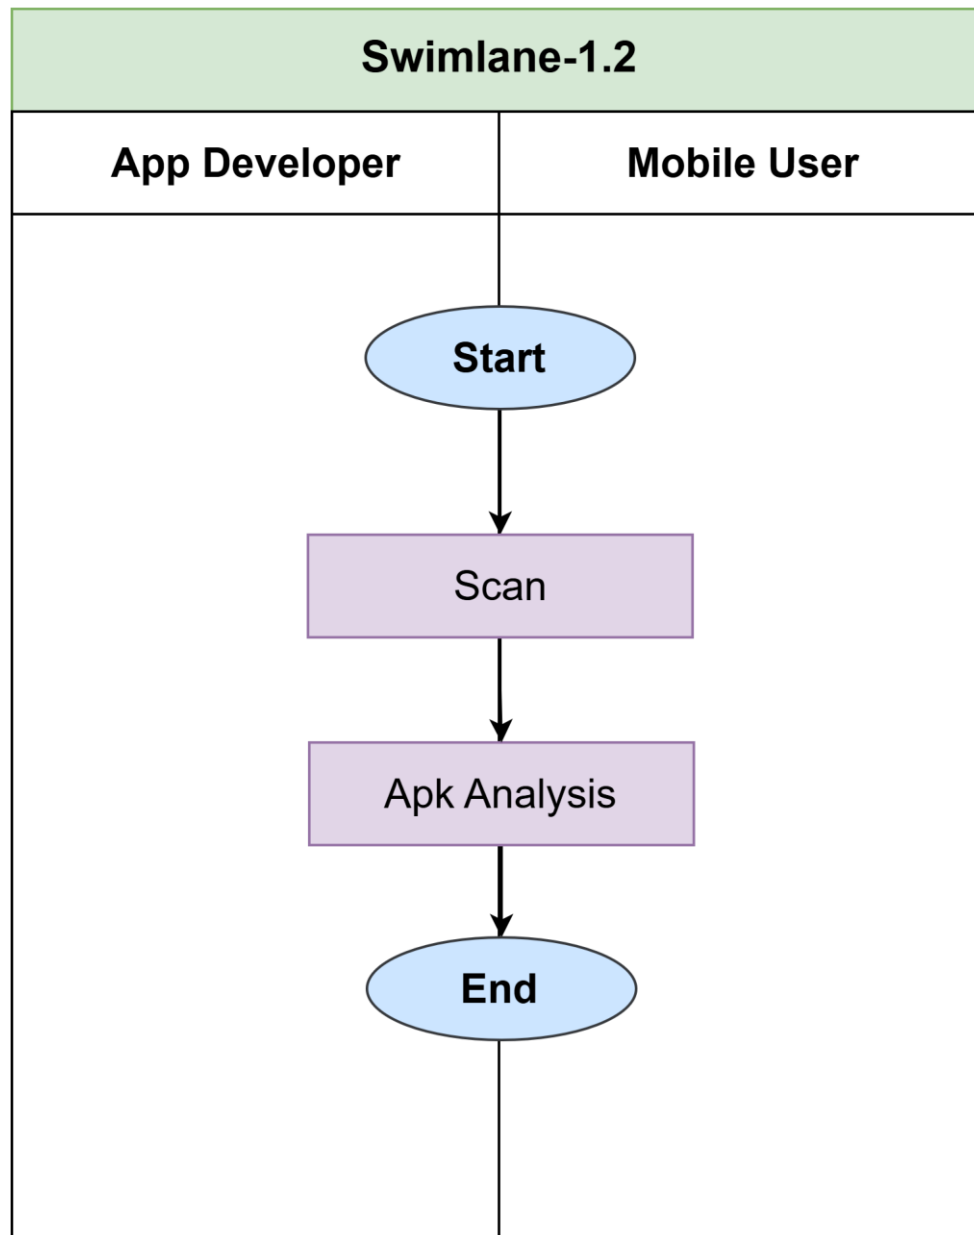 Swimlane-1.2
App Developer
Mobile User
Start
Scan
Apk Analysis
End